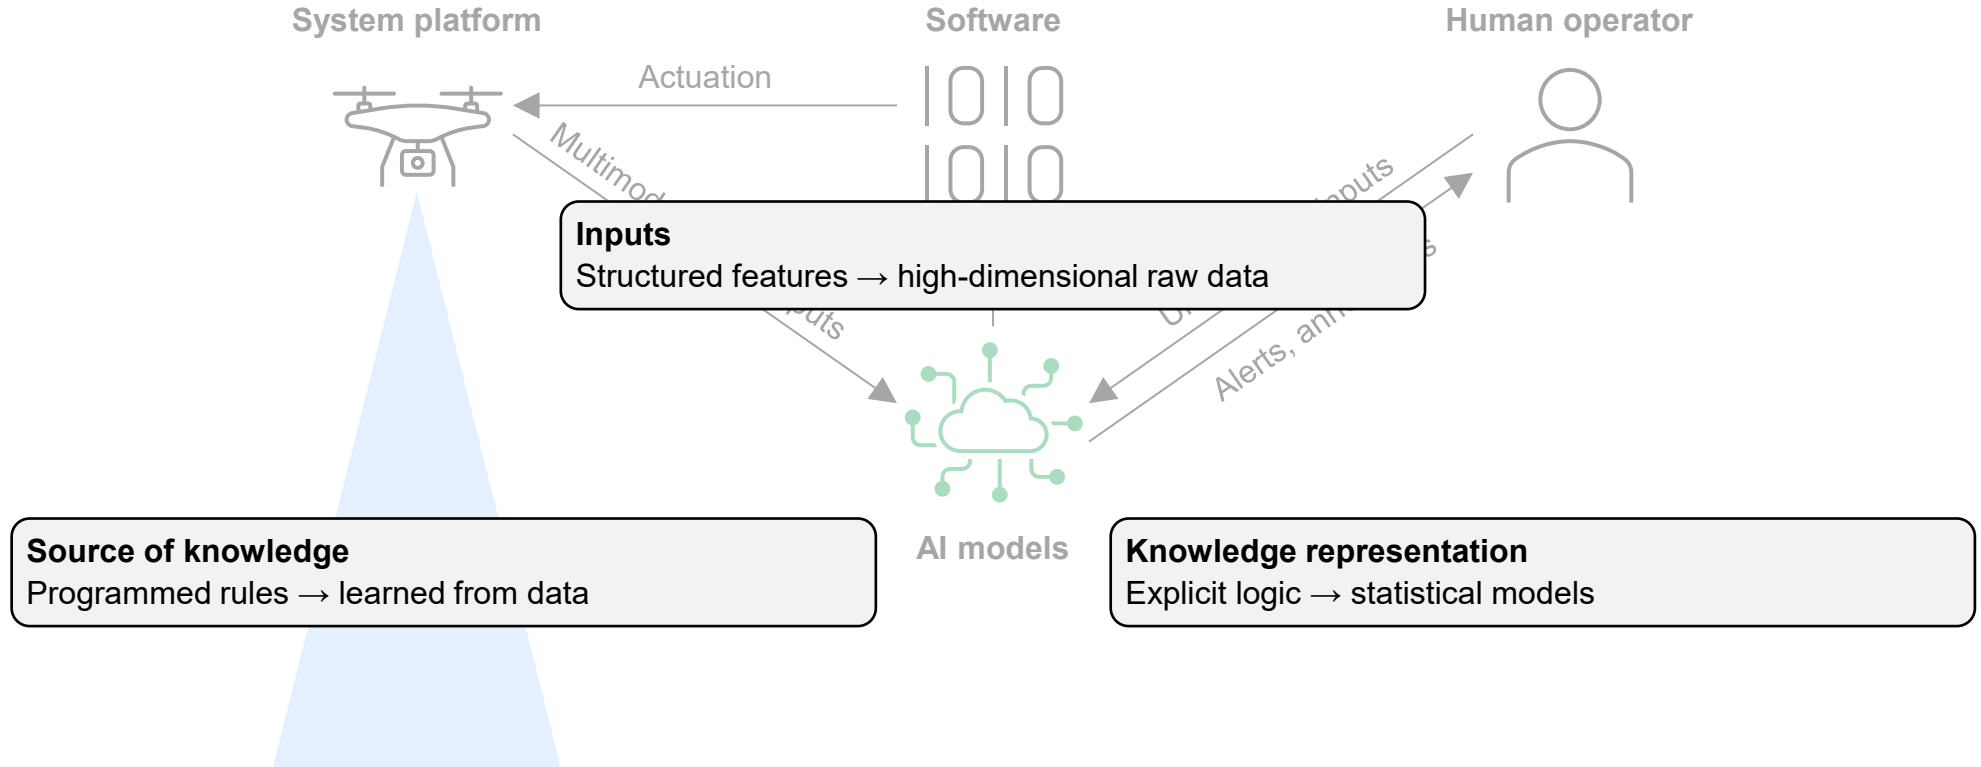 System platform
Software
Human operator
Actuation
Inputs
Structured features → high-dimensional raw data
Alerts,
Source of knowledge
Programmed rules → learned from data
AI models
Knowledge representation
Explicit logic → statistical models